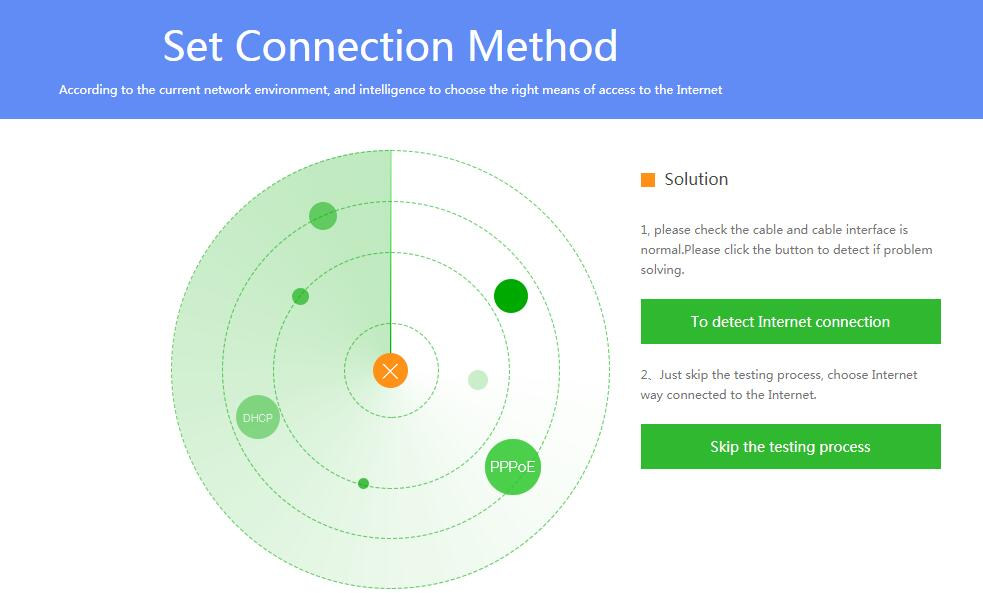 Set Connection Method
According to the current network environment, and intelligence to choose the right means of access to the Internet
Solution
1, please check the cable and cable interface is
normal.Please click the button to detect if problem
solving.
To detect Internet connection
2、Just skip the testing process, choose Internet
way connected to the Internet.
Skip the testing process
DHCP
PPPoE